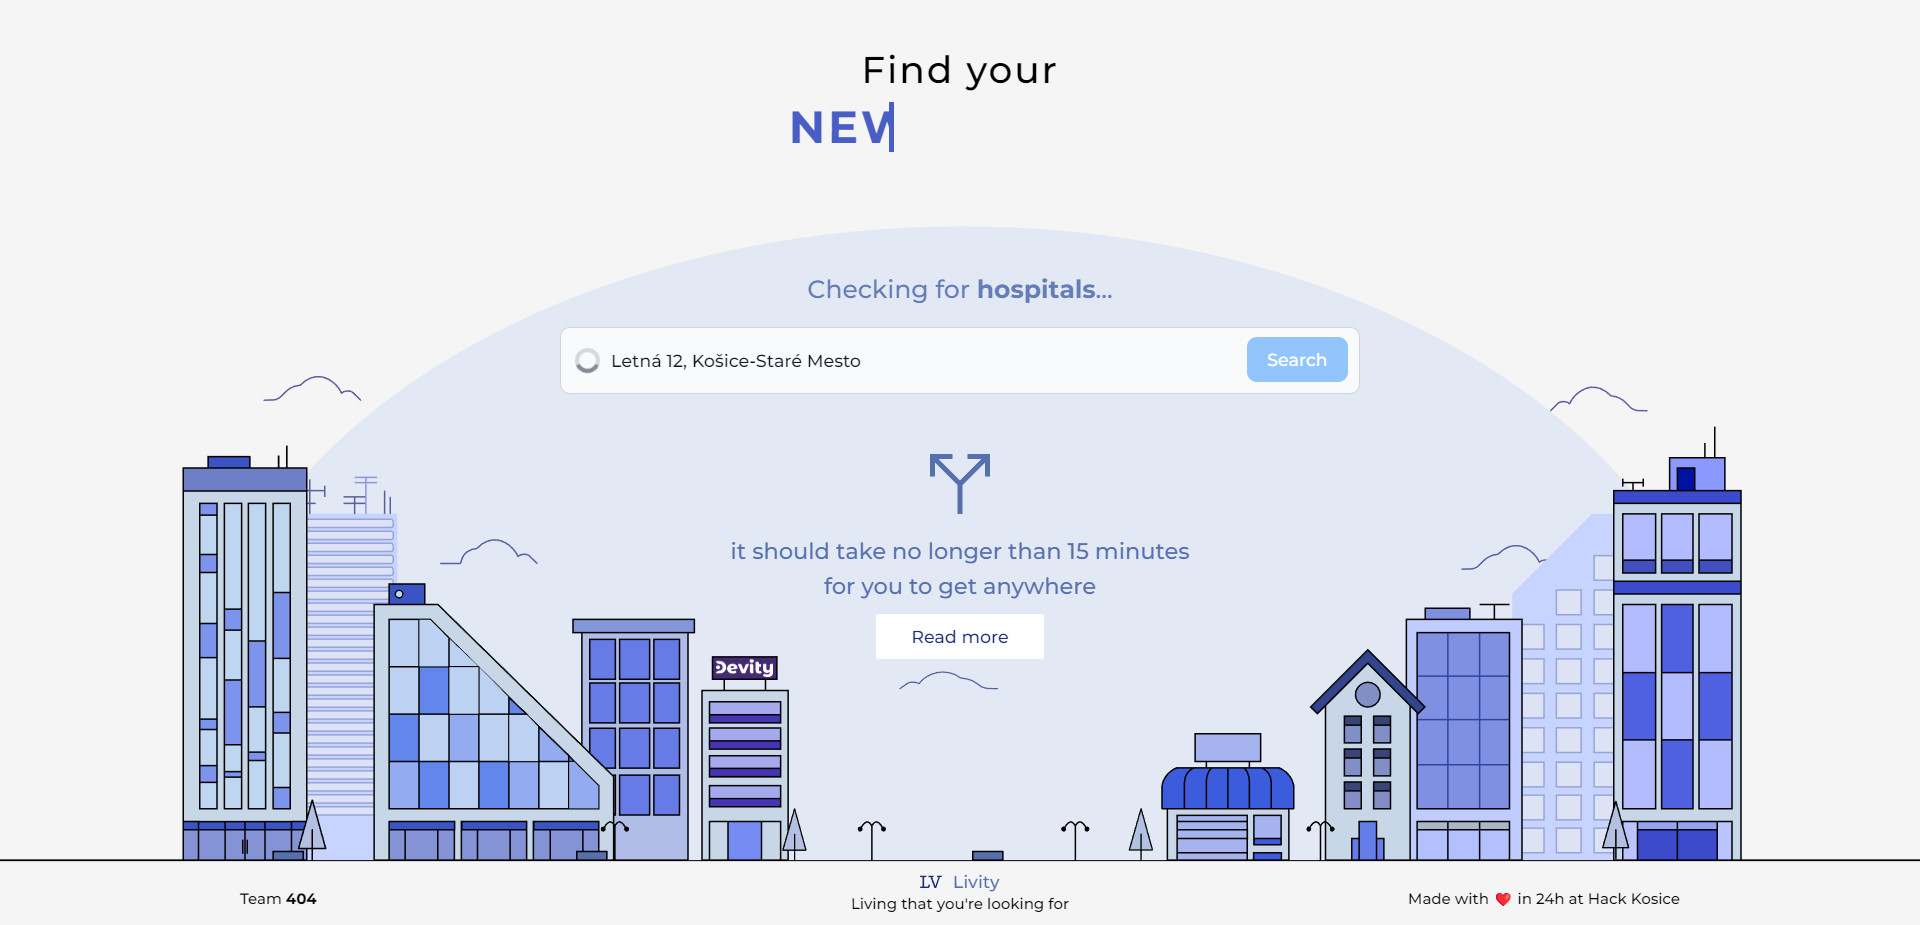 Find your
NEW
Checking for hospitals...
Letná 12, Košice-Staré Mesto
Search
it should take no longer than 15 minutes
for you to get anywhere
Read more
Devity
LV Livity
Living that you're looking for
Team 404
Made with ❤️ in 24h at Hack Kosice